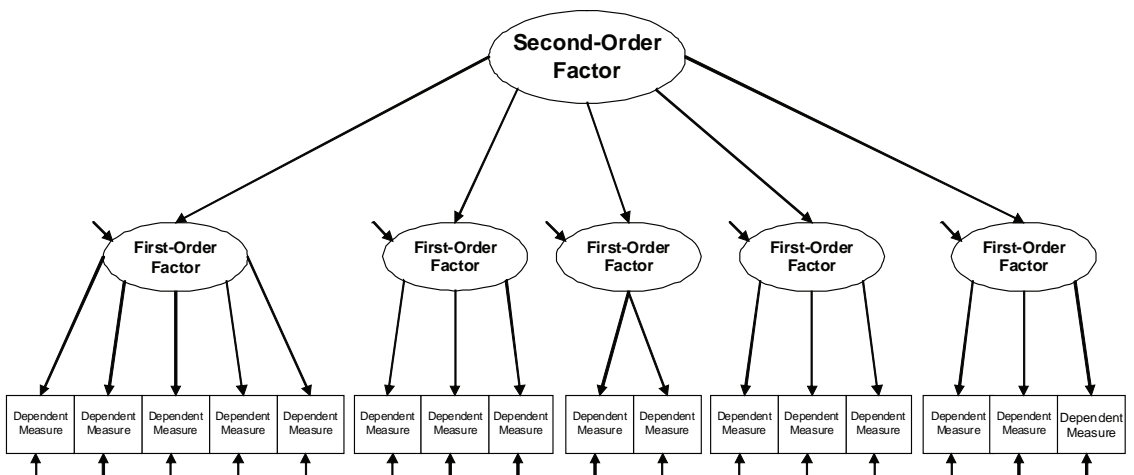 Second-Order
Factor
First-Order
Factor
First-Order
Factor
First-Order
Factor
First-Order
Factor
First-Order
Factor
Dependent
Measure
Dependent
Measure
Dependent
Measure
Dependent
Measure
Dependent
Measure
Dependent
Measure
Dependent
Measure
Dependent
Measure
Dependent
Measure
Dependent
Measure
Dependent
Measure
Dependent
Measure
Dependent
Measure
Dependent
Measure
Dependent
Measure
Dependent
Measure